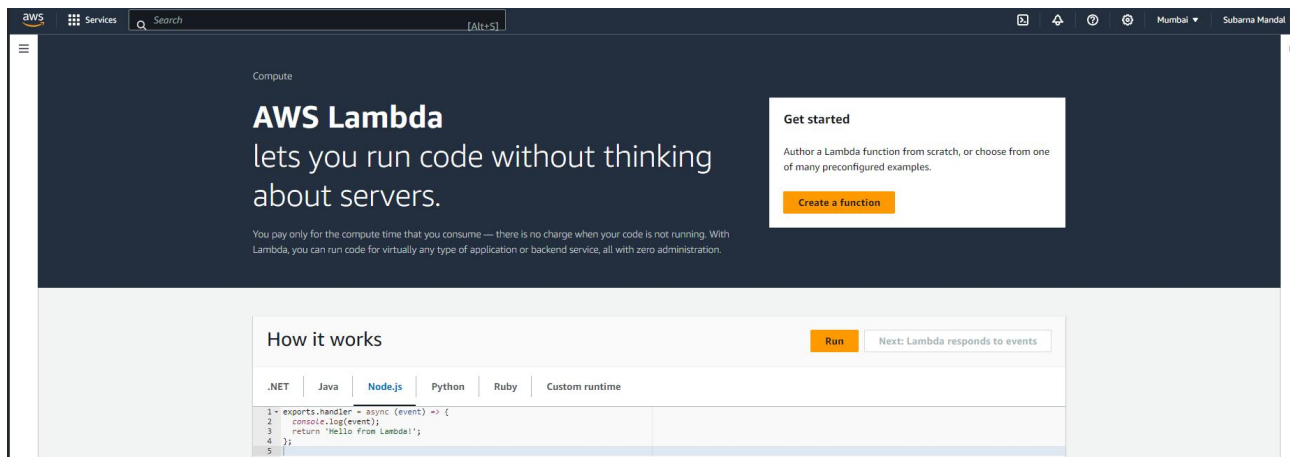 aws Services Search [Alt+S] Mumbai Subarna Mandal
Compute
AWS Lambda
lets you run code without thinking
about servers.
You pay only for the compute time that you consume — there is no charge when your code is not running. With
Lambda, you can run code for virtually any type of application or backend service, all with zero administration.
Get started
Author a Lambda function from scratch, or choose from one
of many preconfigured examples.
Create a function
How it works
Run
Next: Lambda responds to events
.NET Java Node.js Python Ruby Custom runtime
1 exports.handler = async (event) => {
2 console.log(event);
3 return 'Hello from Lambda!';
4 };
5